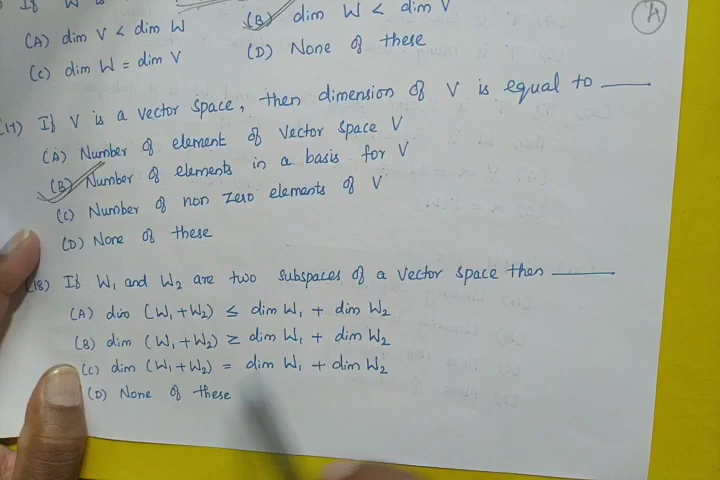 If W is
(A) dim V < dim W
(B) dim W < dim V
(C) dim W = dim V
(D) None of these
A
(17) If V is a vector space, then dimension of V is equal to ____
(A) Number of element of vector space V
(B) Number of elements in a basis for V
(C) Number of non zero elements of V
(D) None of these
(18) If W₁ and W₂ are two subspaces of a vector space then ____
(A) dim (W₁+W₂) ≤ dim W₁ + dim W₂
(B) dim (W₁+W₂) ≥ dim W₁ + dim W₂
(C) dim (W₁+W₂) = dim W₁ + dim W₂
(D) None of these